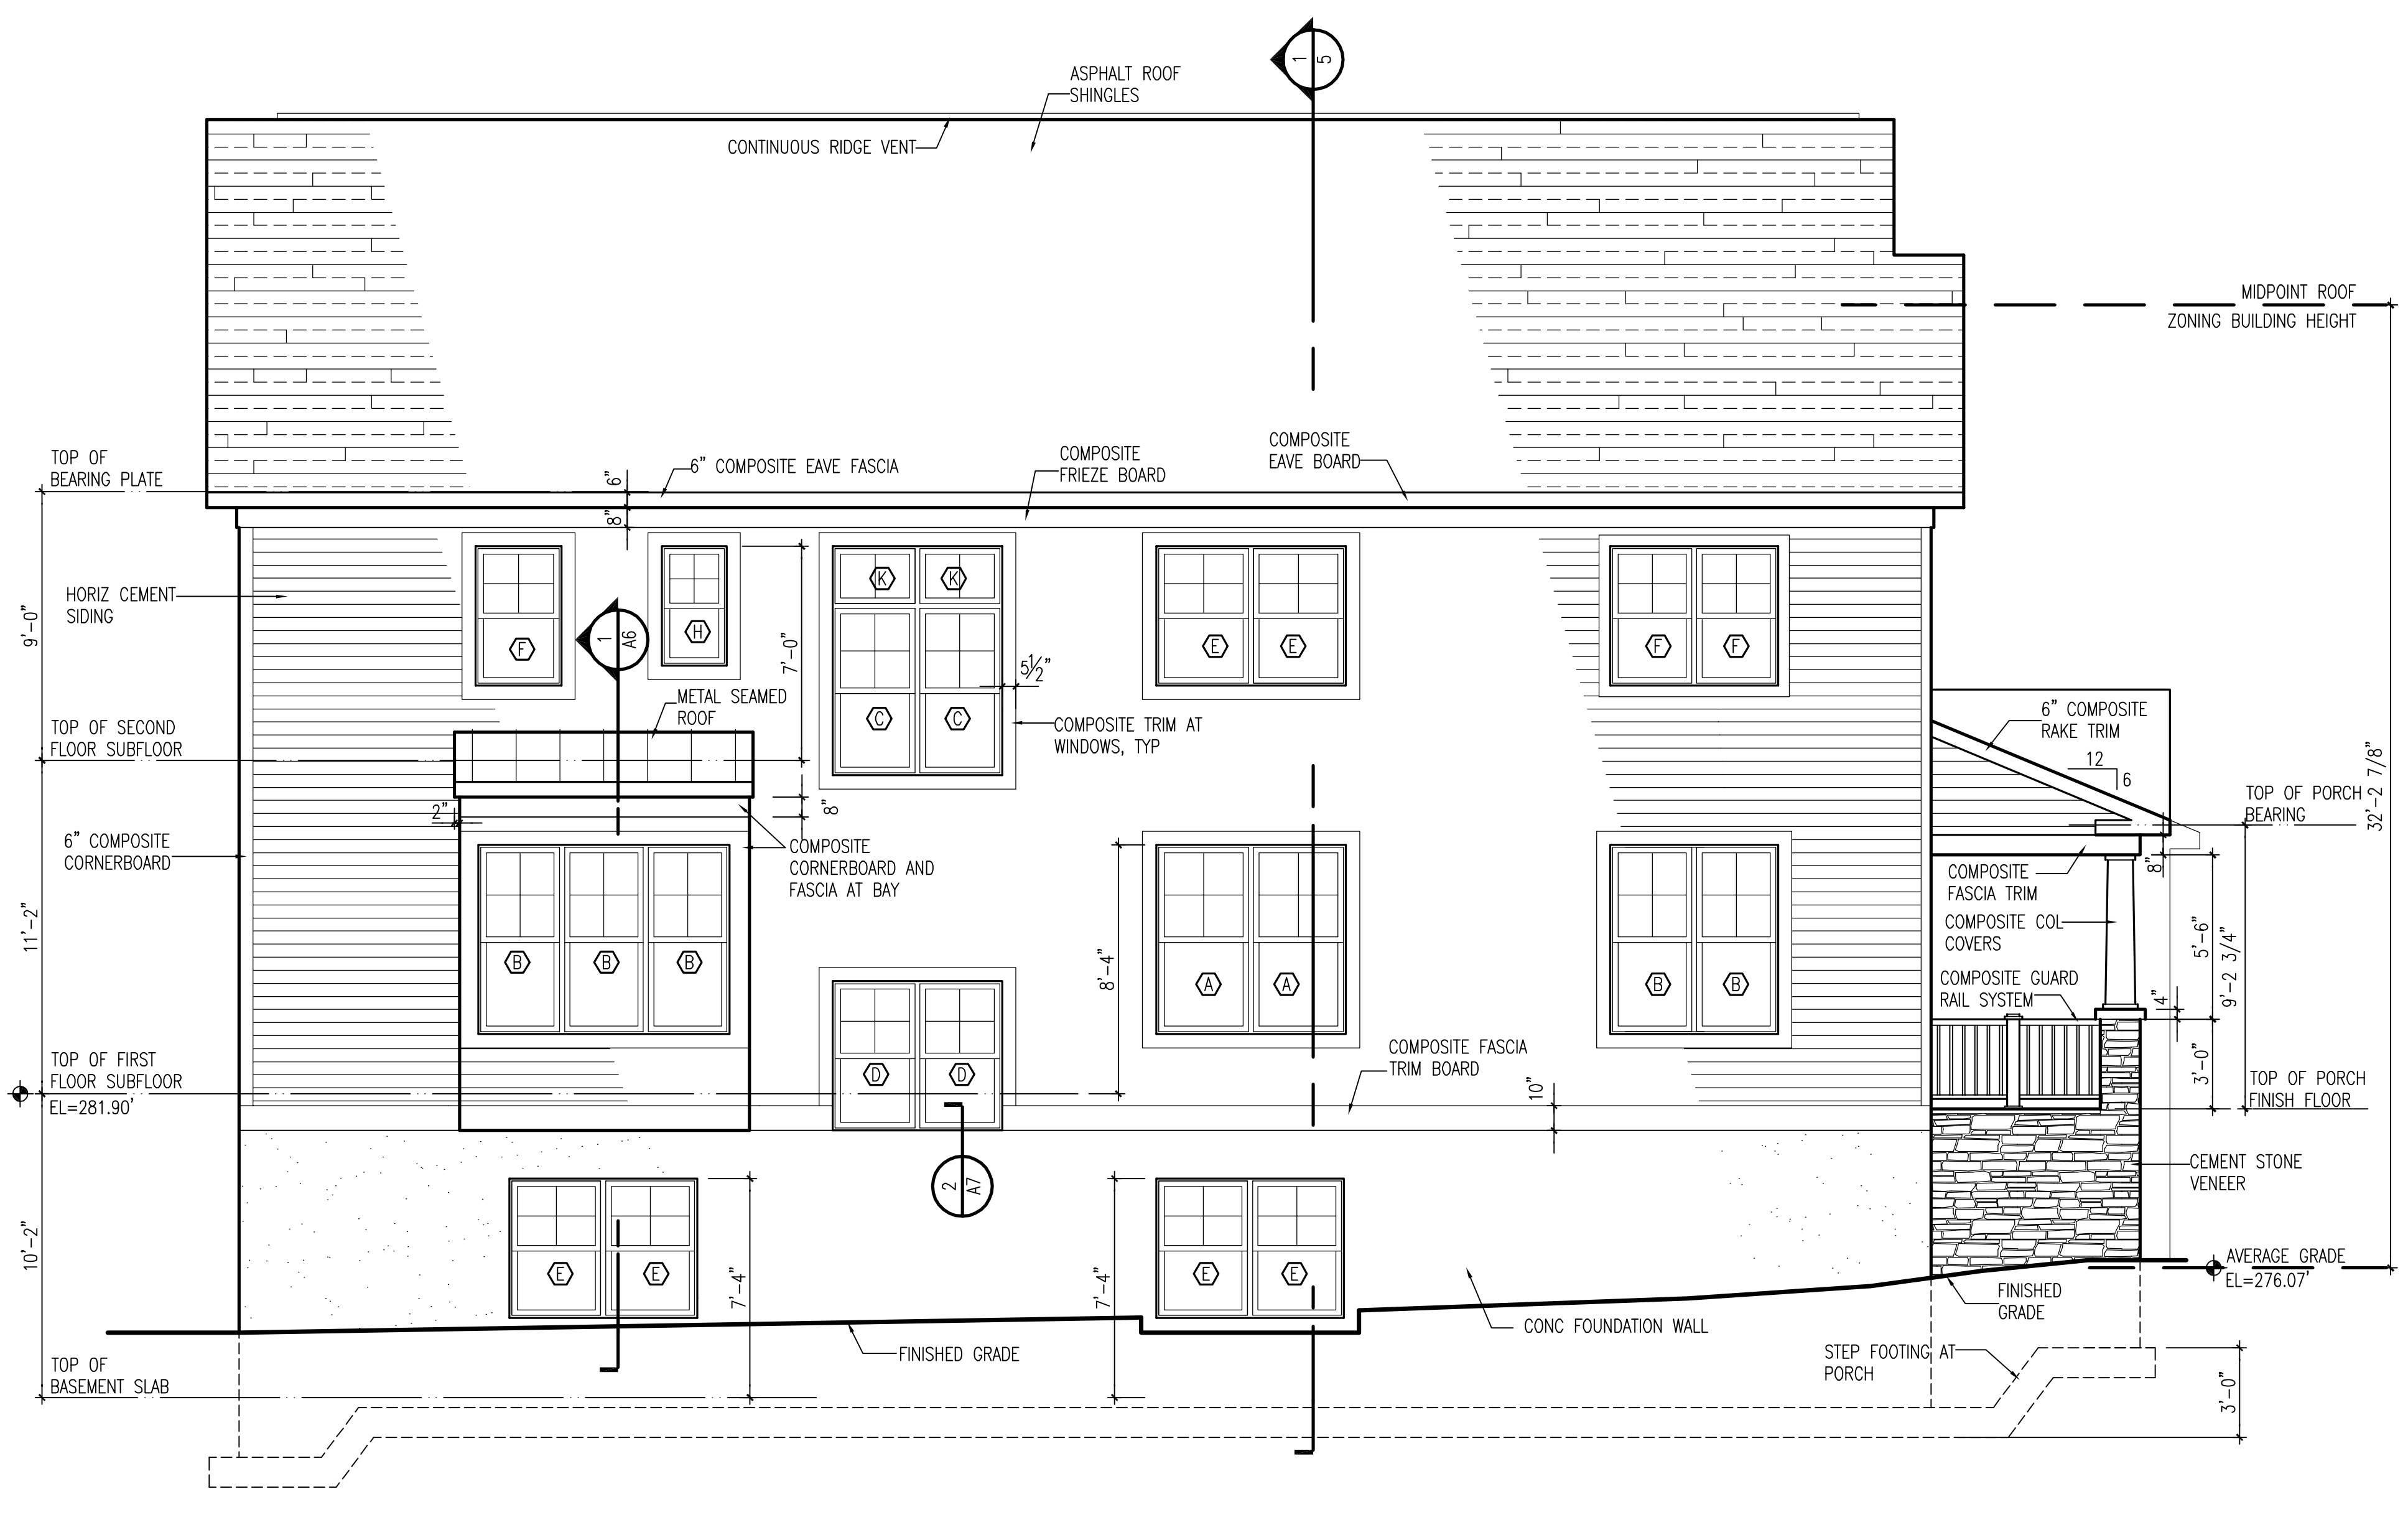 1
5
ASPHALT ROOF
SHINGLES
CONTINUOUS RIDGE VENT
MIDPOINT ROOF
ZONING BUILDING HEIGHT
COMPOSITE
EAVE BOARD
COMPOSITE
FRIEZE BOARD
6" COMPOSITE EAVE FASCIA
TOP OF
BEARING PLATE
6"
8"
9'-0"
HORIZ CEMENT
SIDING
F
1
A6
H
K
K
C
C
7'-0"
5 1/2"
E
E
F
F
METAL SEAMED
ROOF
COMPOSITE TRIM AT
WINDOWS, TYP
6" COMPOSITE
RAKE TRIM
12
6
TOP OF SECOND
FLOOR SUBFLOOR
32'-2 7/8"
TOP OF PORCH
BEARING
2"
8"
6" COMPOSITE
CORNERBOARD
COMPOSITE
CORNERBOARD AND
FASCIA AT BAY
8"
COMPOSITE
FASCIA TRIM
COMPOSITE COL
COVERS
11'-2"
B
B
B
8'-4"
A
A
B
B
5'-6"
9'-2 3/4"
COMPOSITE GUARD
RAIL SYSTEM
4"
TOP OF FIRST
FLOOR SUBFLOOR
EL=281.90'
D
D
COMPOSITE FASCIA
TRIM BOARD
10"
3'-0"
TOP OF PORCH
FINISH FLOOR
2
A7
CEMENT STONE
VENEER
10'-2"
E
E
7'-4"
7'-4"
E
E
AVERAGE GRADE
EL=276.07'
FINISHED
GRADE
CONC FOUNDATION WALL
FINISHED GRADE
STEP FOOTING AT
PORCH
TOP OF
BASEMENT SLAB
3'-0"